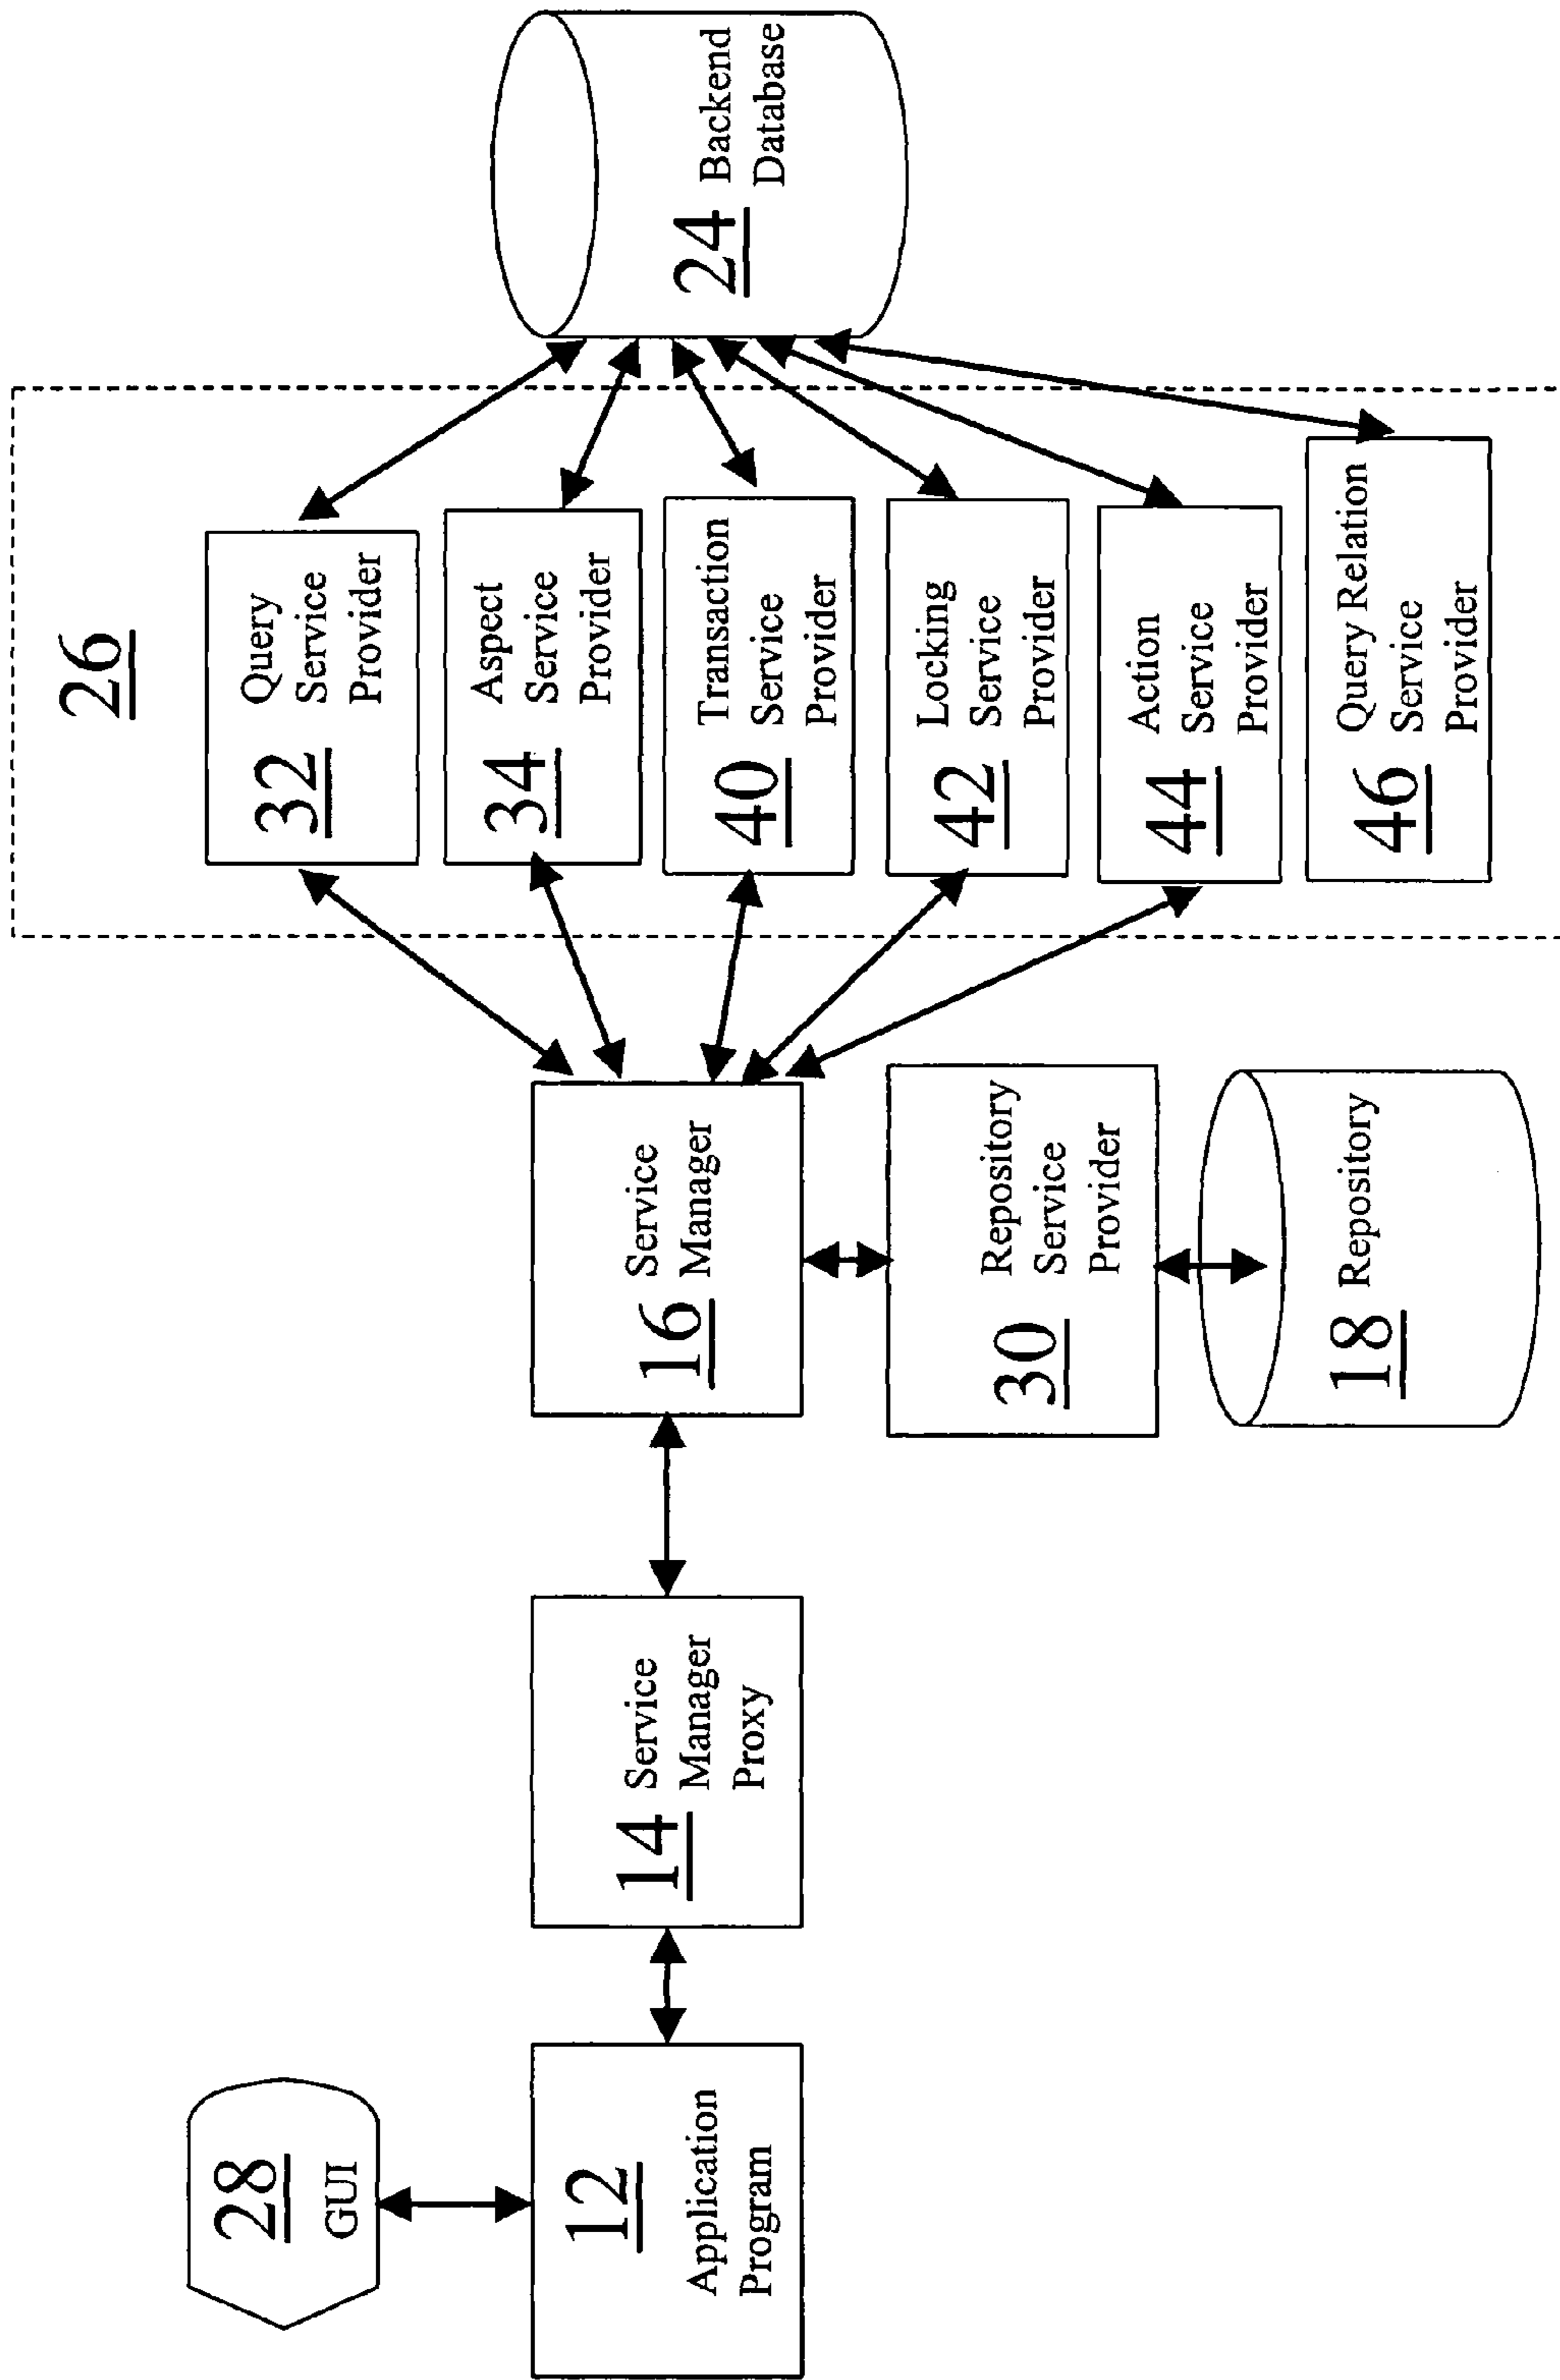 26
32 Query
Service
Provider
34 Aspect
Service
Provider
40 Transaction
Service
Provider
42 Locking
Service
Provider
44 Action
Service
Provider
46 Query Relation
Service
Provider
24 Backend
Database
28
GUI
12
Application
Program
14 Service
Manager
Proxy
16 Service
Manager
30 Repository
Service
Provider
18 Repository